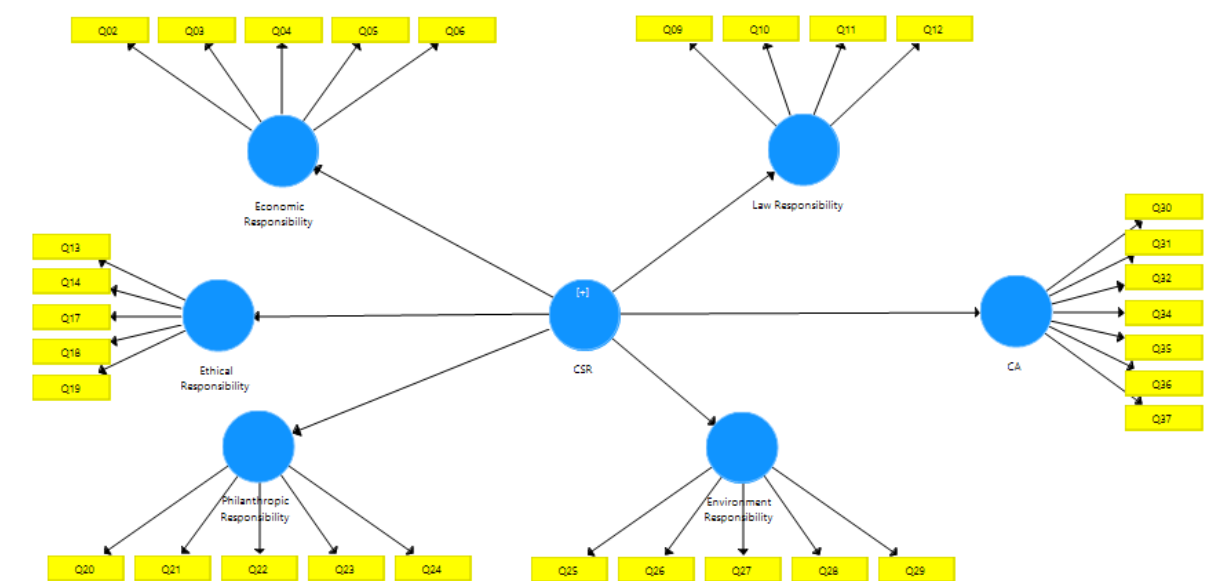 Q02 Q03 Q04 Q05 Q06
Q09 Q10 Q11 Q12
Economic
Responsibility
Law Responsibility
Q13
Q14
Q17
Q18
Q19
Ethical
Responsibility
[+]
CSR
CA
Q30
Q31
Q32
Q34
Q35
Q36
Q37
Philanthropic
Responsibility
Environment
Responsibility
Q20 Q21 Q22 Q23 Q24
Q25 Q26 Q27 Q28 Q29